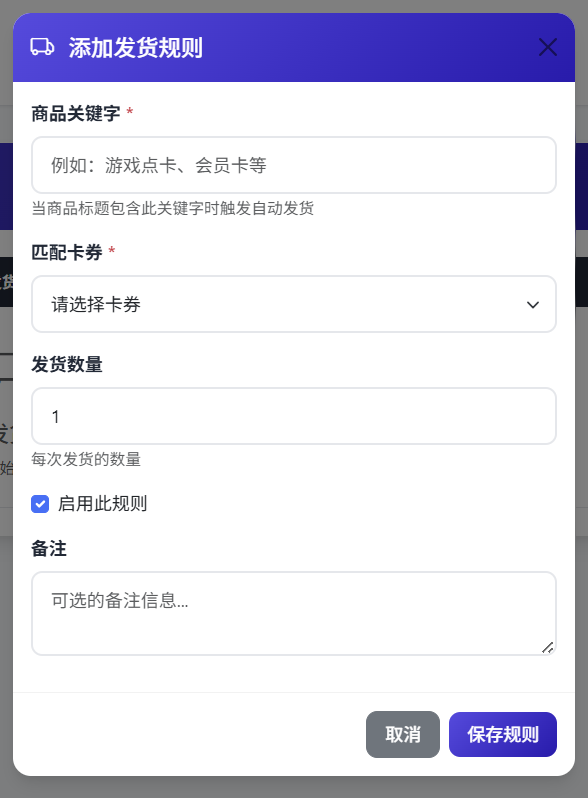 添加发货规则
商品关键字 *
例如：游戏点卡、会员卡等
当商品标题包含此关键字时触发自动发货
匹配卡券 *
请选择卡券
发货数量
1
每次发货的数量
启用此规则
备注
可选的备注信息...
取消
保存规则